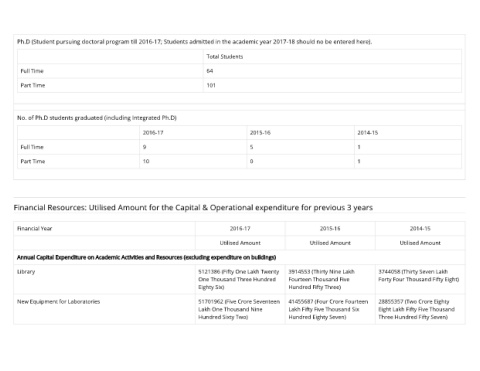 Ph.D (Student pursuing doctoral program till 2016-17; Students admitted in the academic year 2017-18 should no be entered here).
Total Students
Full Time 64
Part Time 101
No. of Ph.D students graduated (including Integrated Ph.D)
2016-17 2015-16 2014-15
Full Time 9 5 1
Part Time 10 0 1
Financial Resources: Utilised Amount for the Capital & Operational expenditure for previous 3 years
Financial Year 2016-17 2015-16 2014-15
Utilised Amount Utilised Amount Utilised Amount
Annual Capital Expenditure on Academic Activities and Resources (excluding expenditure on buildings)
Library 5121386 (Fifty One Lakh Twenty 3914553 (Thirty Nine Lakh 3744058 (Thirty Seven Lakh
One Thousand Three Hundred Fourteen Thousand Five Forty Four Thousand Fifty Eight)
Eighty Six) Hundred Fifty Three)
New Equipment for Laboratories 51701962 (Five Crore Seventeen 41455687 (Four Crore Fourteen 28855357 (Two Crore Eighty
Lakh One Thousand Nine Lakh Fifty Five Thousand Six Eight Lakh Fifty Five Thousand
Hundred Sixty Two) Hundred Eighty Seven) Three Hundred Fifty Seven)